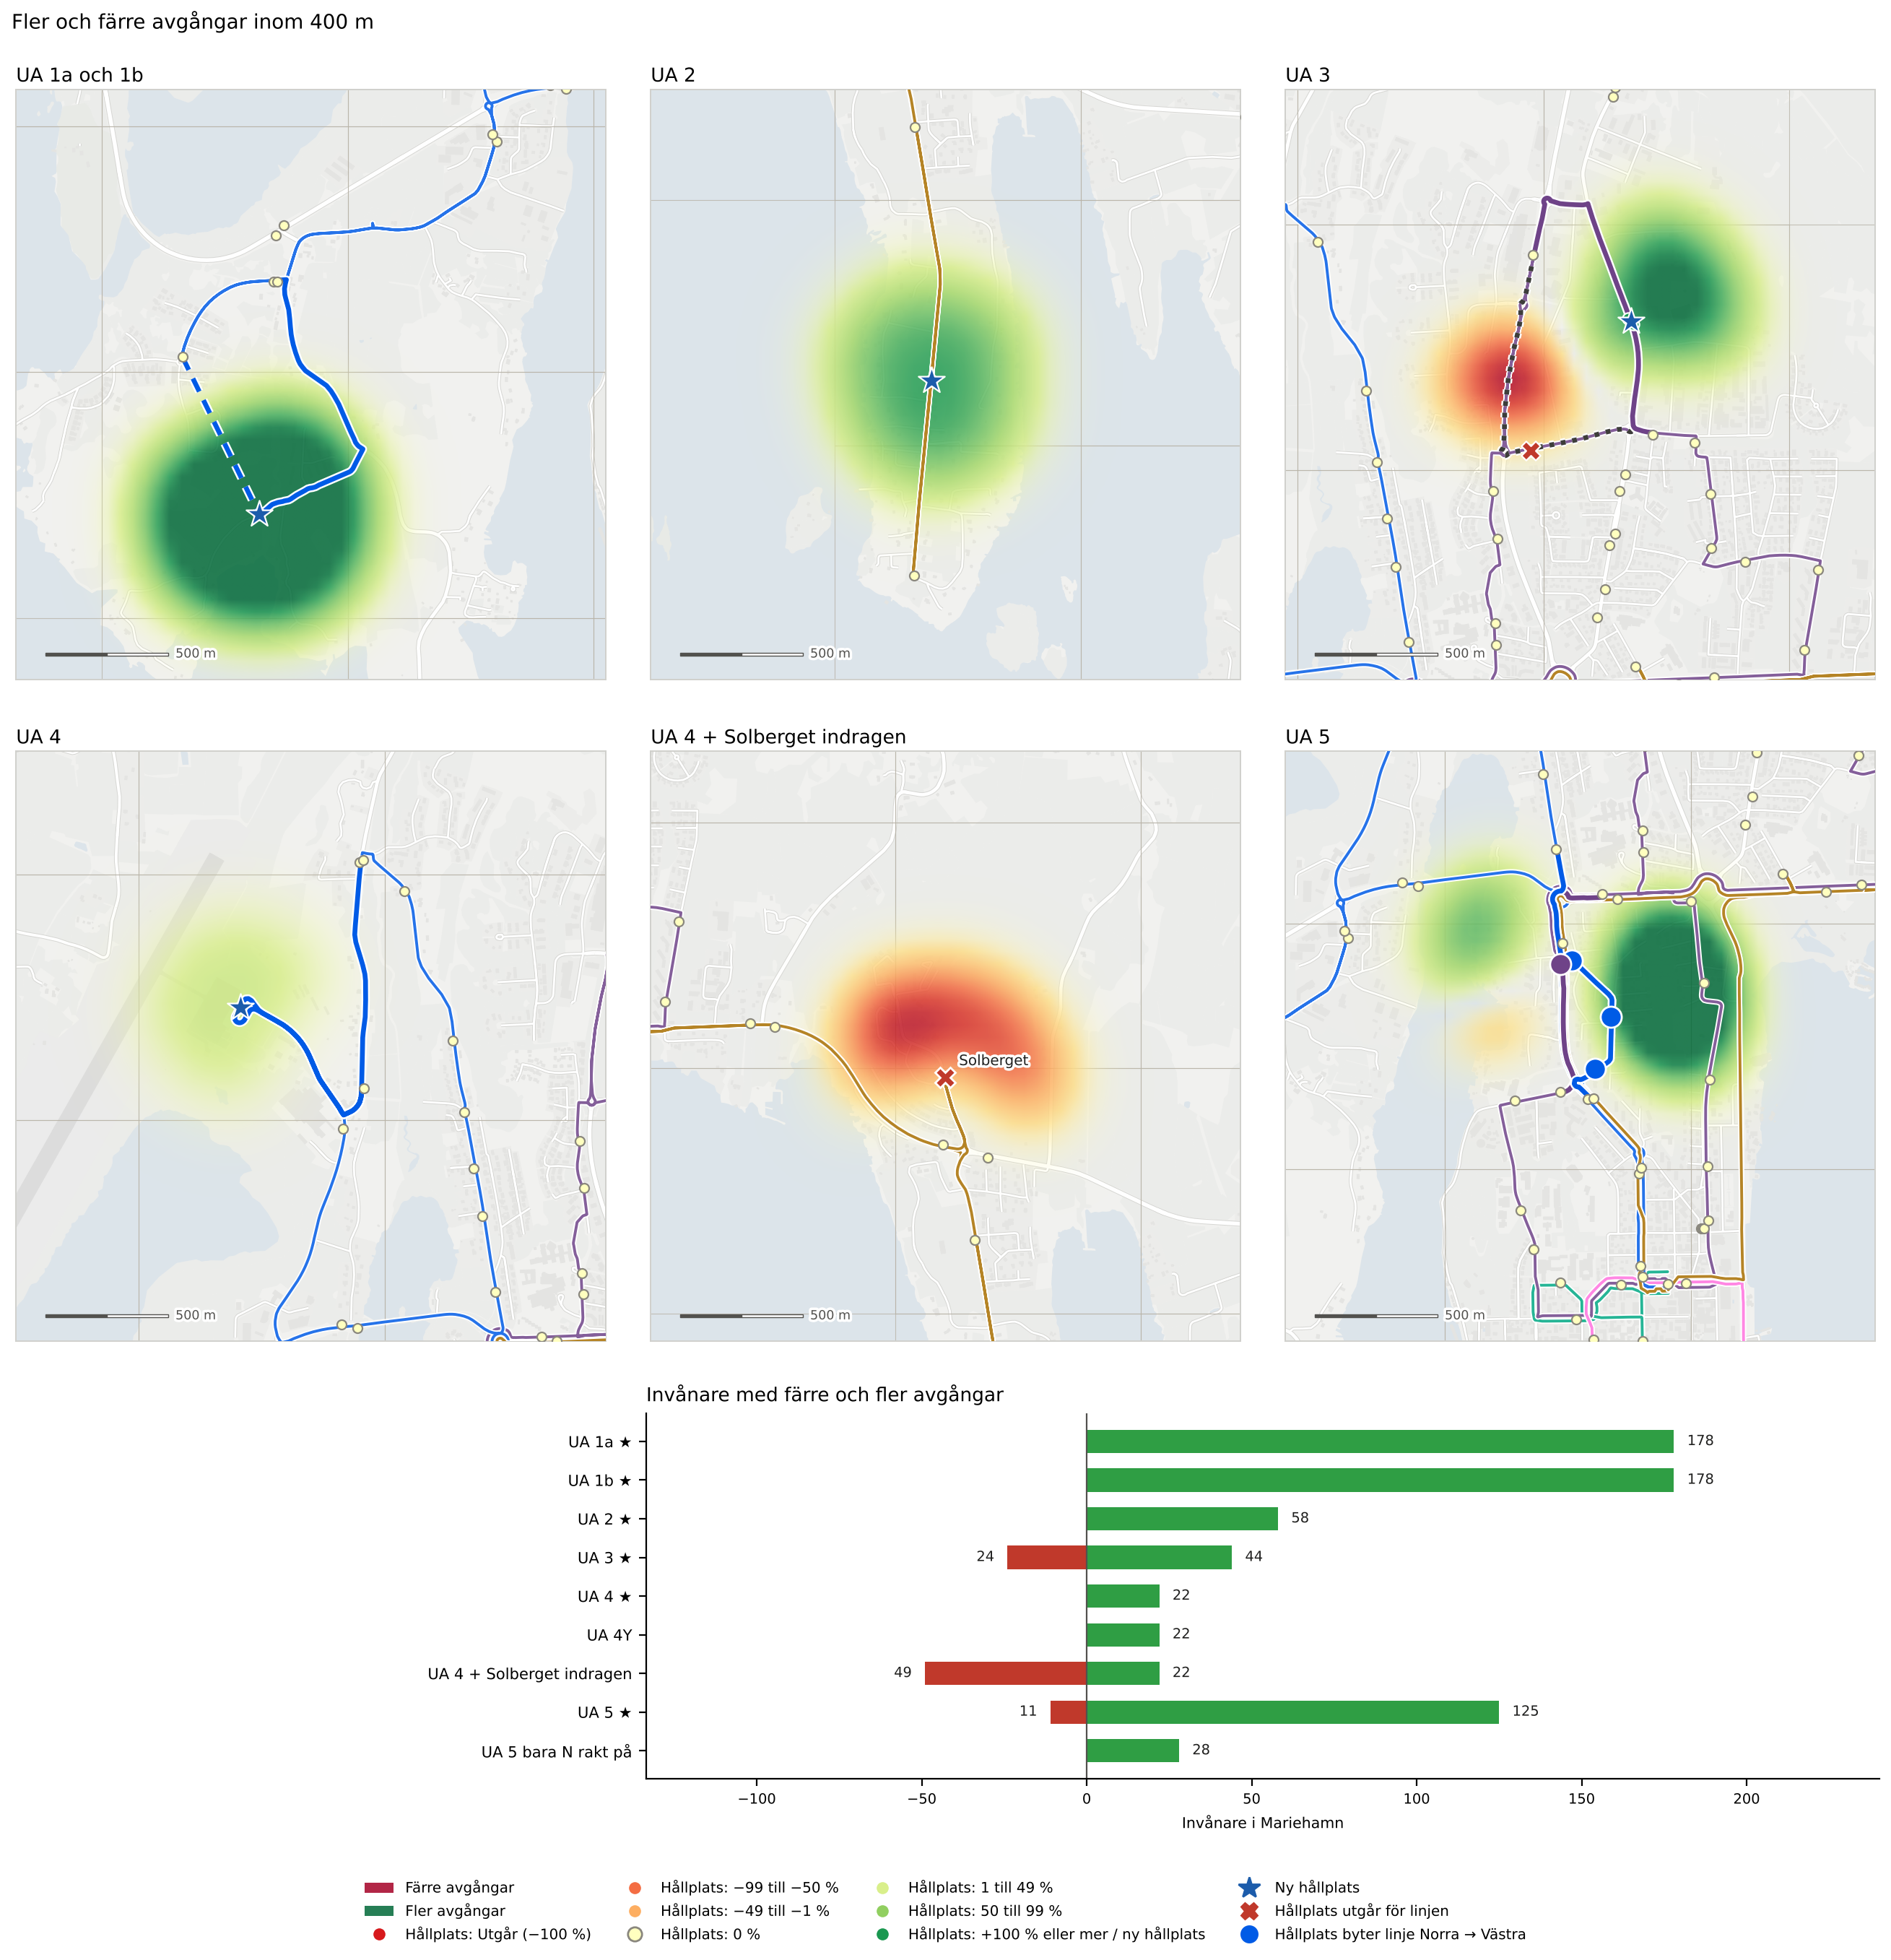 Fler och färre avgångar inom 400 m
UA 1a och 1b
UA 2
UA 3
500 m
500 m
500 m
UA 4
UA 4 + Solberget indragen
UA 5
Solberget
500 m
500 m
500 m
Invånare med färre och fler avgångar
UA 1a ★ 178
UA 1b ★ 178
UA 2 ★ 58
UA 3 ★ 24 44
UA 4 ★ 22
UA 4Y 22
UA 4 + Solberget indragen 49 22
UA 5 ★ 11 125
UA 5 bara N rakt på 28
−100 −50 0 50 100 150 200
Invånare i Mariehamn
Färre avgångar
Fler avgångar
Hållplats: Utgår (−100 %)
Hållplats: −99 till −50 %
Hållplats: −49 till −1 %
Hållplats: 0 %
Hållplats: 1 till 49 %
Hållplats: 50 till 99 %
Hållplats: +100 % eller mer / ny hållplats
Ny hållplats
Hållplats utgår för linjen
Hållplats byter linje Norra → Västra